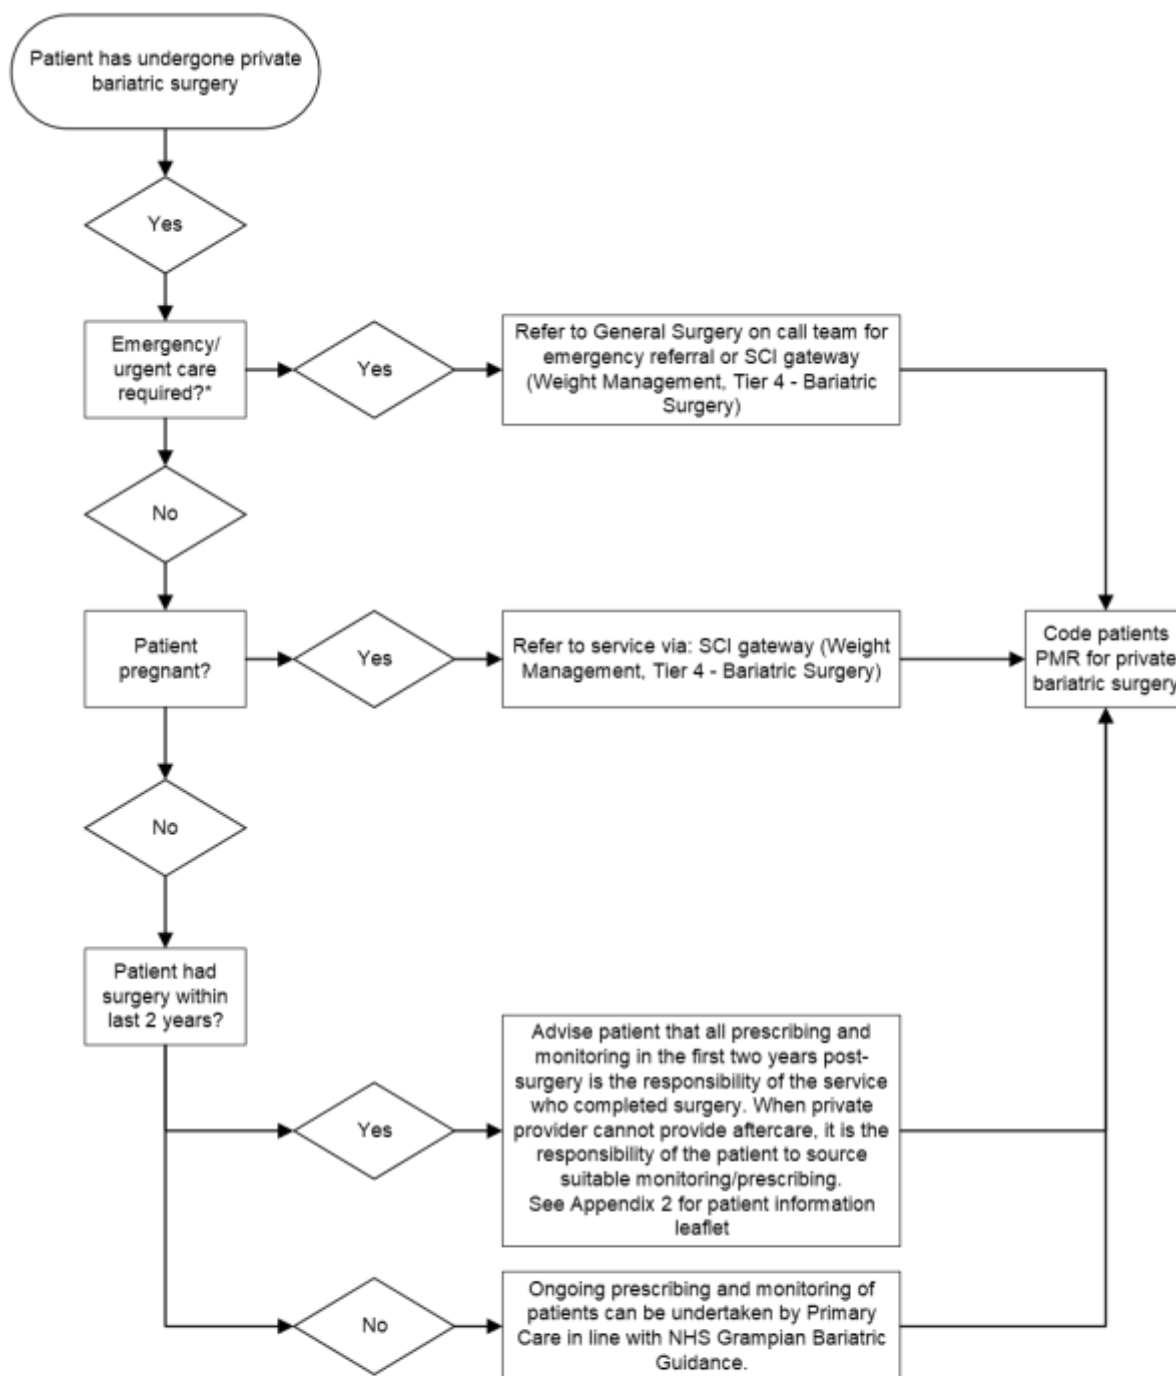 Patient has undergone private
bariatric surgery
Yes
Emergency/
urgent care
required?*
Yes
Refer to General Surgery on call team for
emergency referral or SCI gateway
(Weight Management, Tier 4 - Bariatric
Surgery)
No
Patient
pregnant?
Yes
Refer to service via: SCI gateway (Weight
Management, Tier 4 - Bariatric Surgery)
Code patients
PMR for private
bariatric surgery
No
Patient had
surgery within
last 2 years?
Yes
Advise patient that all prescribing and
monitoring in the first two years post-
surgery is the responsibility of the service
who completed surgery. When private
provider cannot provide aftercare, it is the
responsibility of the patient to source
suitable monitoring/prescribing.
See Appendix 2 for patient information
leaflet
No
Ongoing prescribing and monitoring of
patients can be undertaken by Primary
Care in line with NHS Grampian Bariatric
Guidance.